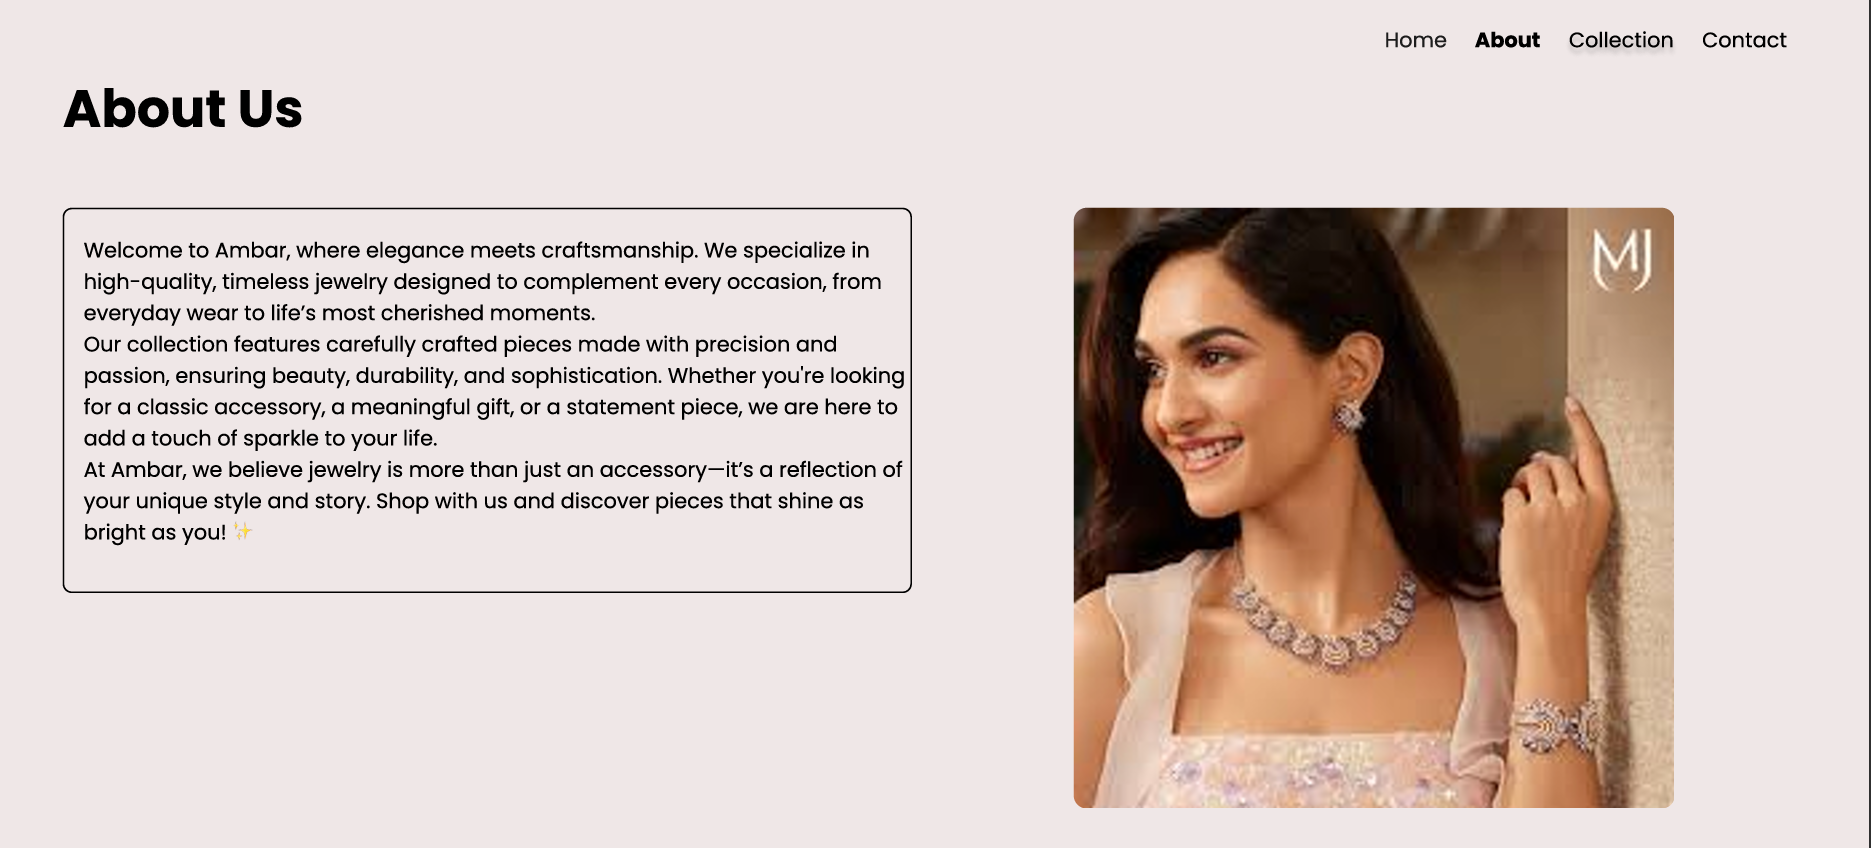 Home About Collection Contact
About Us
Welcome to Ambar, where elegance meets craftsmanship. We specialize in
high-quality, timeless jewelry designed to complement every occasion, from
everyday wear to life’s most cherished moments.
Our collection features carefully crafted pieces made with precision and
passion, ensuring beauty, durability, and sophistication. Whether you're looking
for a classic accessory, a meaningful gift, or a statement piece, we are here to
add a touch of sparkle to your life.
At Ambar, we believe jewelry is more than just an accessory—it’s a reflection of
your unique style and story. Shop with us and discover pieces that shine as
bright as you! ✨
MJ